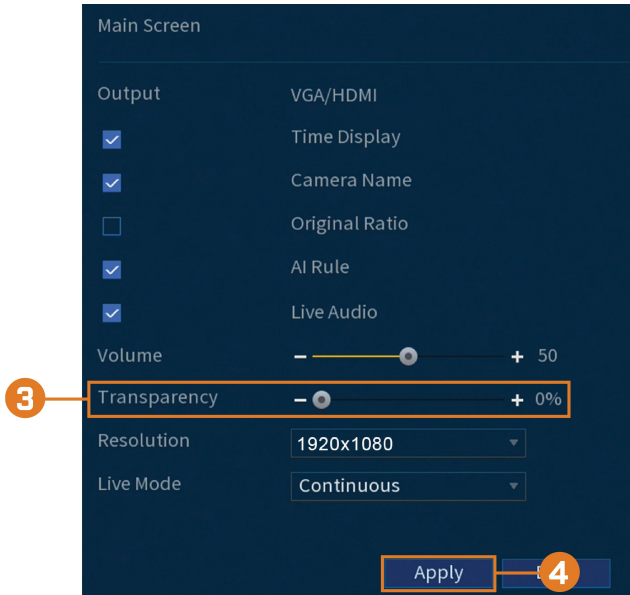 Main Screen
Output VGA/HDMI
Time Display
Camera Name
Original Ratio
AI Rule
Live Audio
Volume − + 50
3 Transparency − + 0%
Resolution 1920x1080
Live Mode Continuous
Apply 4